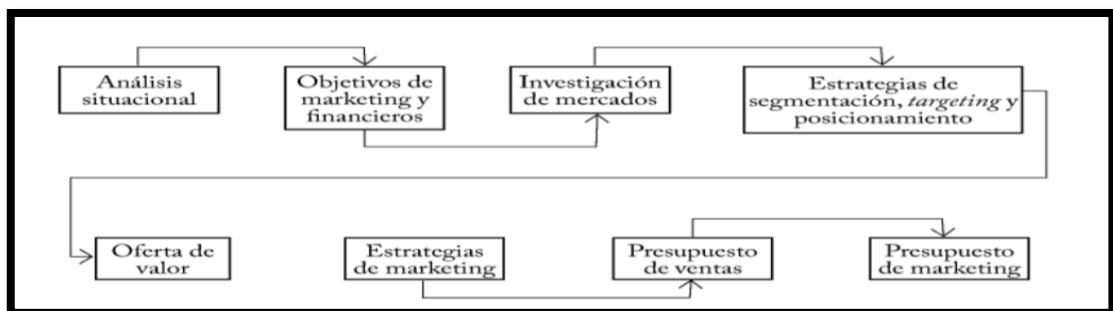 Análisis
situacional
Objetivos de
marketing y
financieros
Investigación
de mercados
Estrategias de
segmentación, targeting y
posicionamiento
Oferta de
valor
Estrategias
de marketing
Presupuesto
de ventas
Presupuesto
de marketing